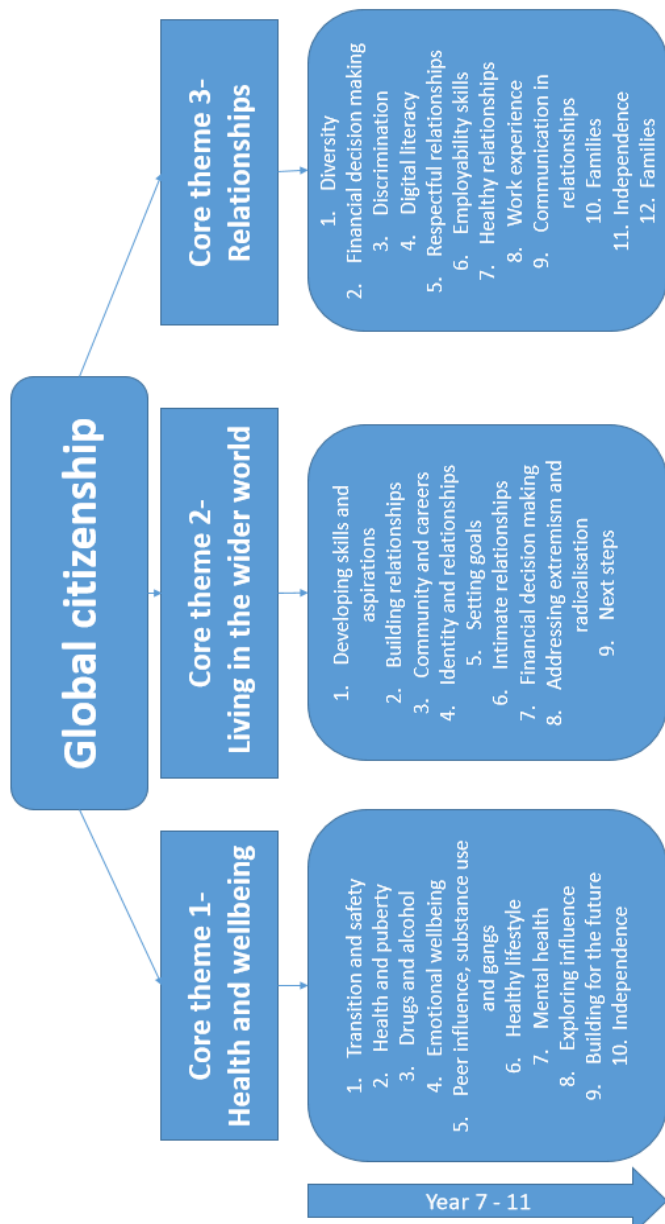 Global citizenship
Core theme 1-
Health and wellbeing
Core theme 2-
Living in the wider world
Core theme 3-
Relationships
1. Transition and safety
2. Health and puberty
3. Drugs and alcohol
4. Emotional wellbeing
5. Peer influence, substance use
and gangs
6. Healthy lifestyle
7. Mental health
8. Exploring influence
9. Building for the future
10. Independence
1. Developing skills and
aspirations
2. Building relationships
3. Community and careers
4. Identity and relationships
5. Setting goals
6. Intimate relationships
7. Financial decision making
8. Addressing extremism and
radicalisation
9. Next steps
1. Diversity
2. Financial decision making
3. Discrimination
4. Digital literacy
5. Respectful relationships
6. Employability skills
7. Healthy relationships
8. Work experience
9. Communication in
relationships
10. Families
11. Independence
12. Families
Year 7 - 11